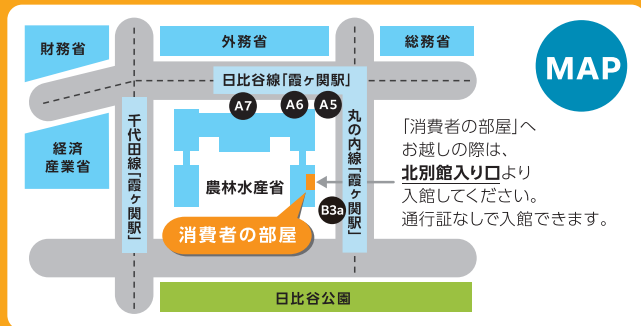 財務省
外務省
総務省
MAP
日比谷線「霞ヶ関駅」
A7
A6
A5
経済
産業省
千代田線「霞ヶ関駅」
丸の内線「霞ヶ関駅」
農林水産省
B3a
消費者の部屋
「消費者の部屋」へ
お越しの際は、
北別館入り口より
入館してください。
通行証なしで入館できます。
日比谷公園